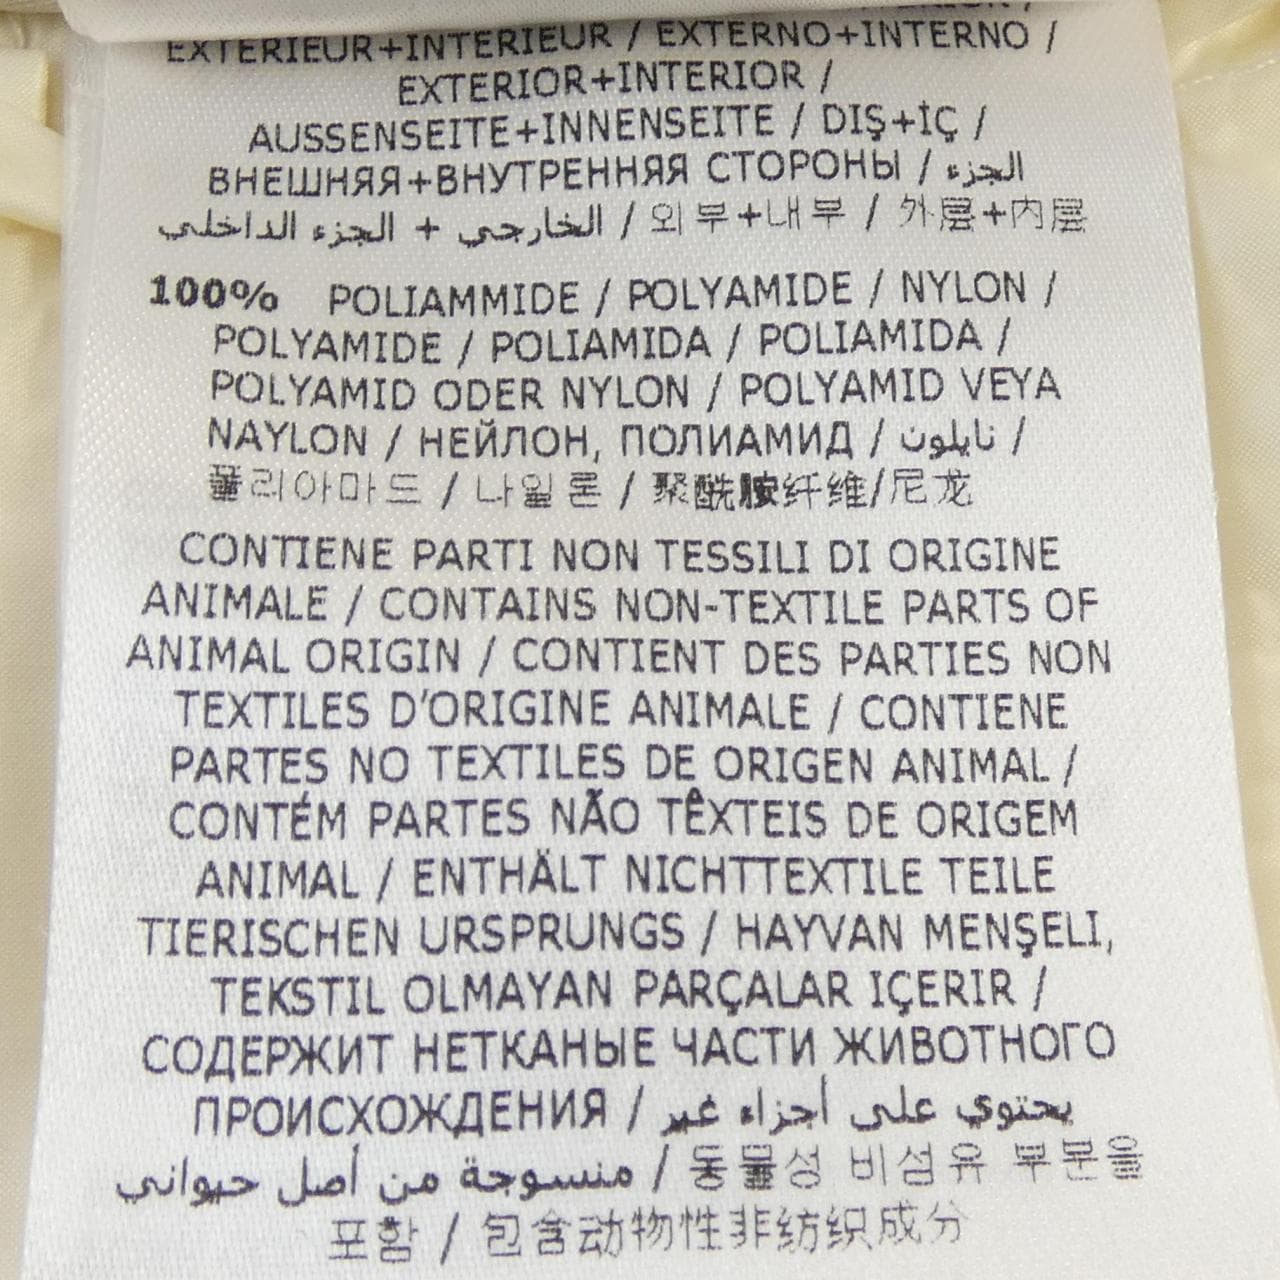 EXTERIEUR+INTERIEUR / EXTERNO+INTERNO /
EXTERIOR+INTERIOR /
AUSSENSEITE+INNENSEITE / DIŞ+İÇ /
ВНЕШНЯЯ+ВНУТРЕННЯЯ СТОРОНЫ / الجزء
الخارجي + الجزء الداخلي / 외부+내부 / 外层+内层
100% POLIAMMIDE / POLYAMIDE / NYLON /
POLYAMIDE / POLIAMIDA / POLIAMIDA /
POLYAMID ODER NYLON / POLYAMID VEYA
NAYLON / НЕЙЛОН, ПОЛИАМИД / نايلون /
폴리아마드 / 나일론 / 聚酰胺纤维/尼龙
CONTIENE PARTI NON TESSILI DI ORIGINE
ANIMALE / CONTAINS NON-TEXTILE PARTS OF
ANIMAL ORIGIN / CONTIENT DES PARTIES NON
TEXTILES D'ORIGINE ANIMALE / CONTIENE
PARTES NO TEXTILES DE ORIGEN ANIMAL /
CONTÉM PARTES NÃO TÊXTEIS DE ORIGEM
ANIMAL / ENTHÄLT NICHTTEXTILE TEILE
TIERISCHEN URSPRUNGS / HAYVAN MENŞELI,
TEKSTIL OLMAYAN PARÇALAR IÇERIR /
СОДЕРЖИТ НЕТКАНЫЕ ЧАСТИ ЖИВОТНОГО
ПРОИСХОЖДЕНИЯ / يحتوي على أجزاء غير
منسوجة من أصل حيواني / 동물성 비섬유 부분을
포함 / 包含动物性非纺织成分